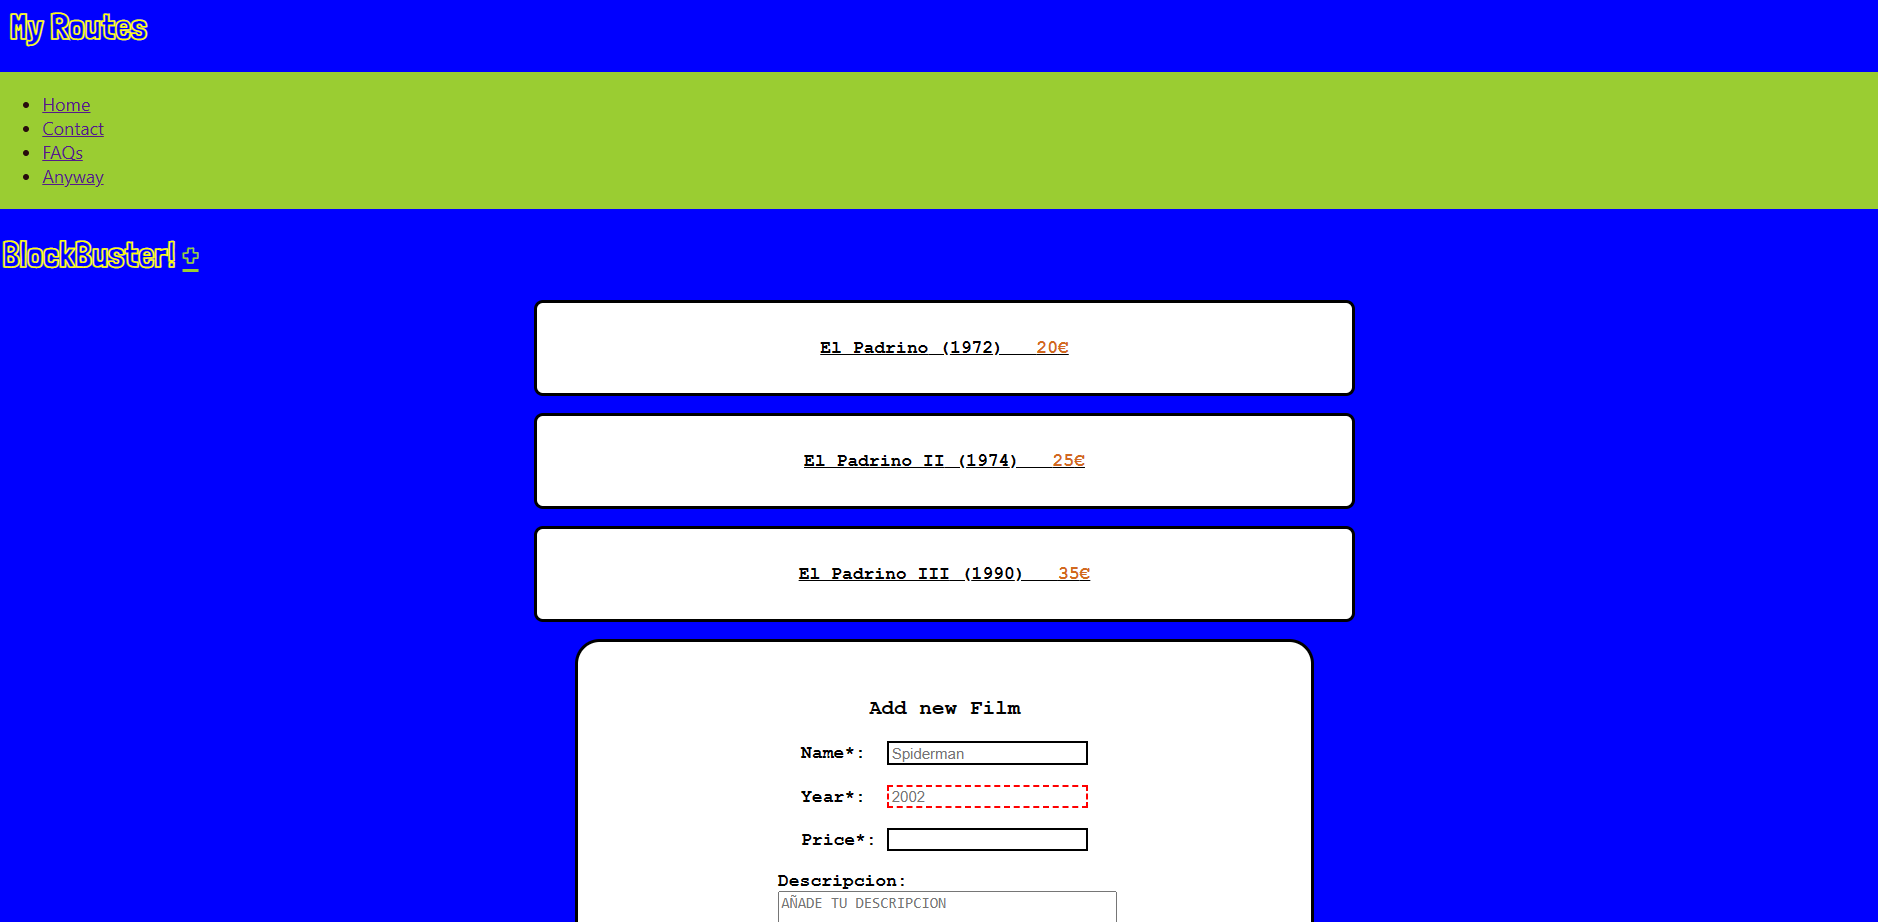 My Routes
Home
Contact
FAQs
Anyway
BlockBuster! +
El Padrino (1972) 20€
El Padrino II (1974) 25€
El Padrino III (1990) 35€
Add new Film
Name*: Spiderman
Year*: 2002
Price*:
Descripcion:
AÑADE TU DESCRIPCION